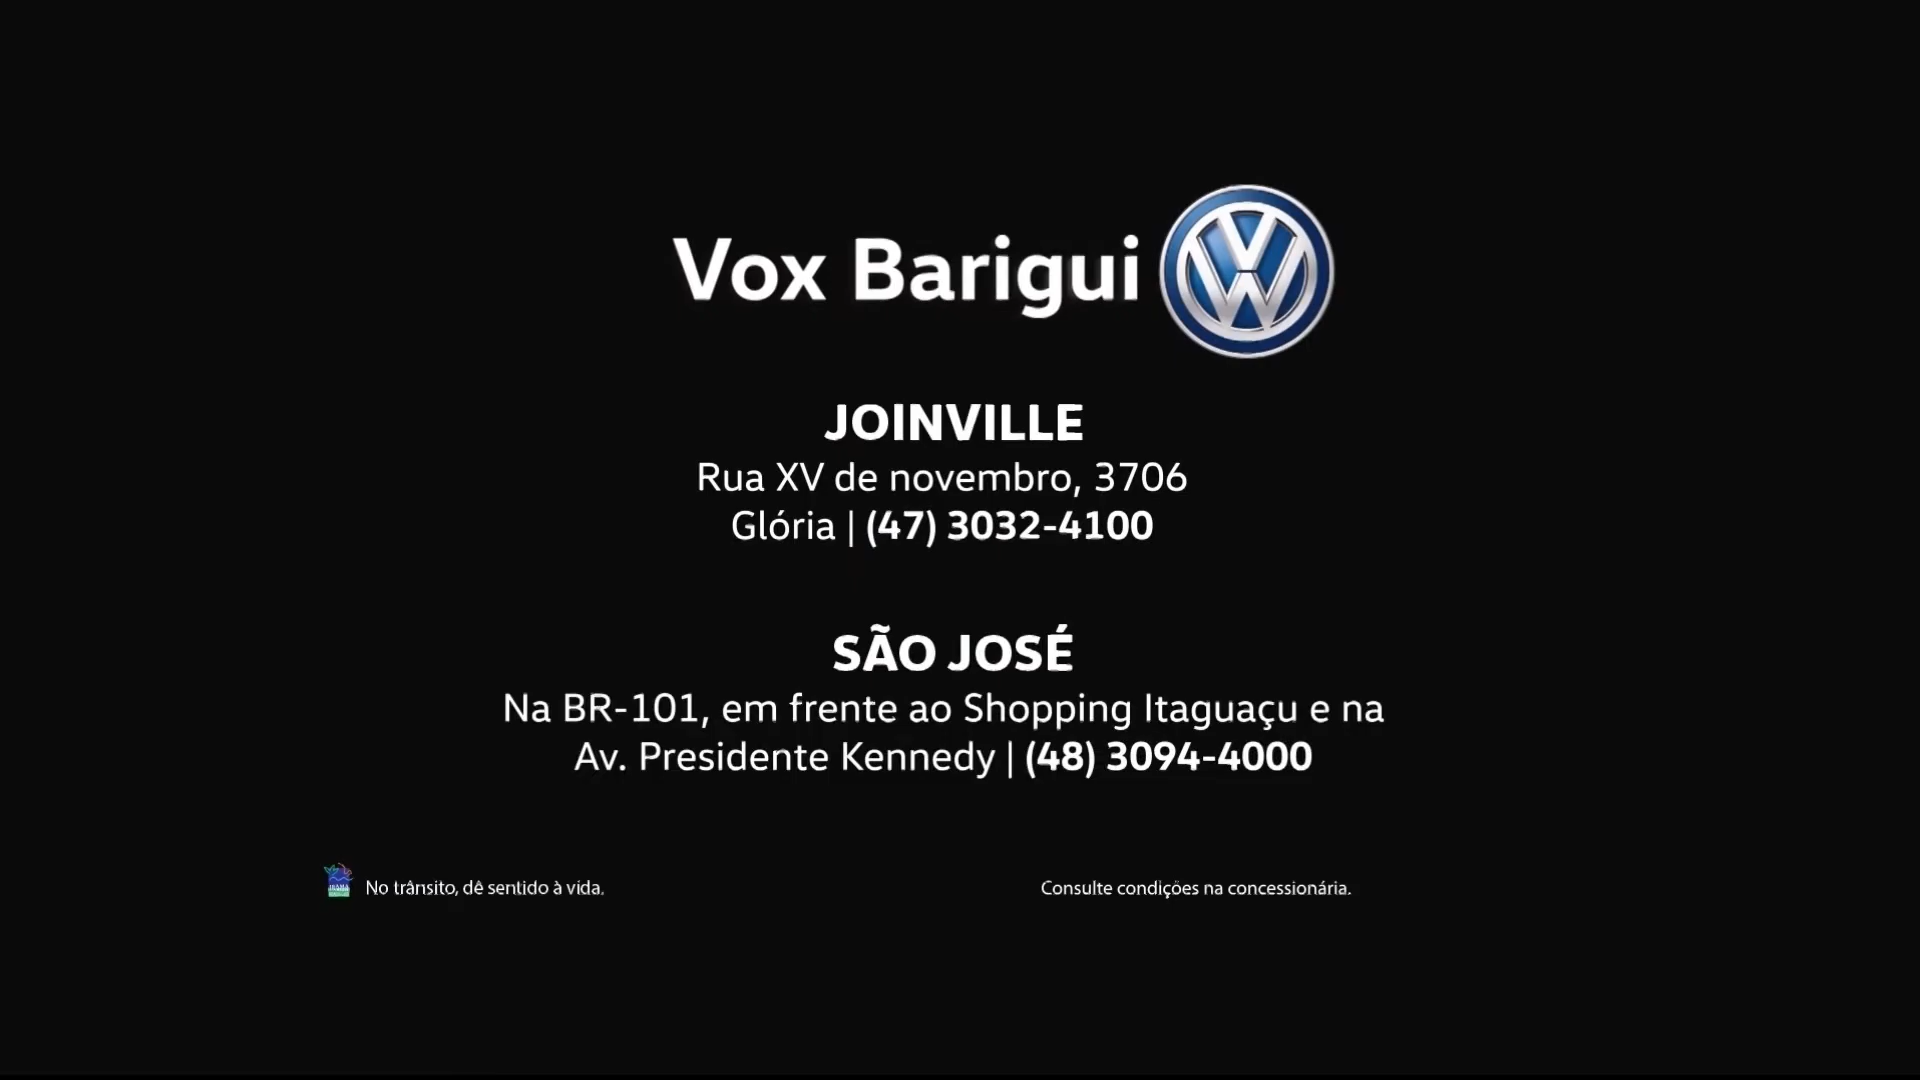 Vox Barigui
JOINVILLE
Rua XV de novembro, 3706
Glória | (47) 3032-4100
SÃO JOSÉ
Na BR-101, em frente ao Shopping Itaguaçu e na
Av. Presidente Kennedy | (48) 3094-4000
IBAMA No trânsito, dê sentido à vida.
Consulte condições na concessionária.